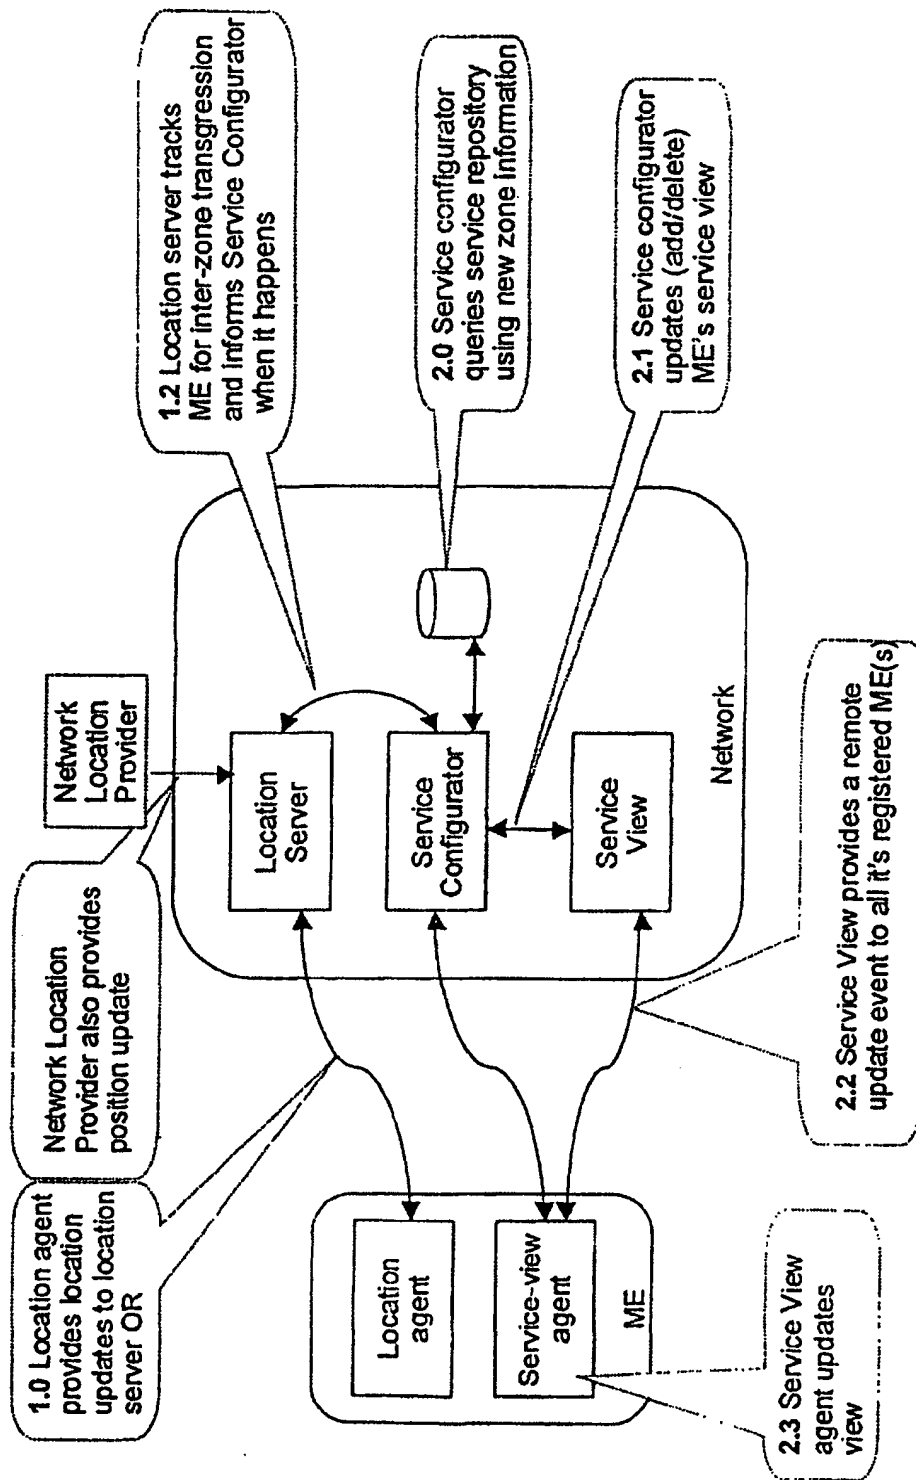 1.0 Location agent
provides location
updates to location
server OR
Network Location
Provider also provides
position update
Network
Location
Provider
1.2 Location server tracks
ME for inter-zone transgression
and informs Service Configurator
when it happens
Location
agent
Location
Server
2.0 Service configurator
queries service repository
using new zone information
Service-view
agent
Service
Configurator
2.1 Service configurator
updates (add/delete)
ME's service view
ME
Service
View
Network
2.3 Service View
agent updates
view
2.2 Service View provides a remote
update event to all it's registered ME(s)